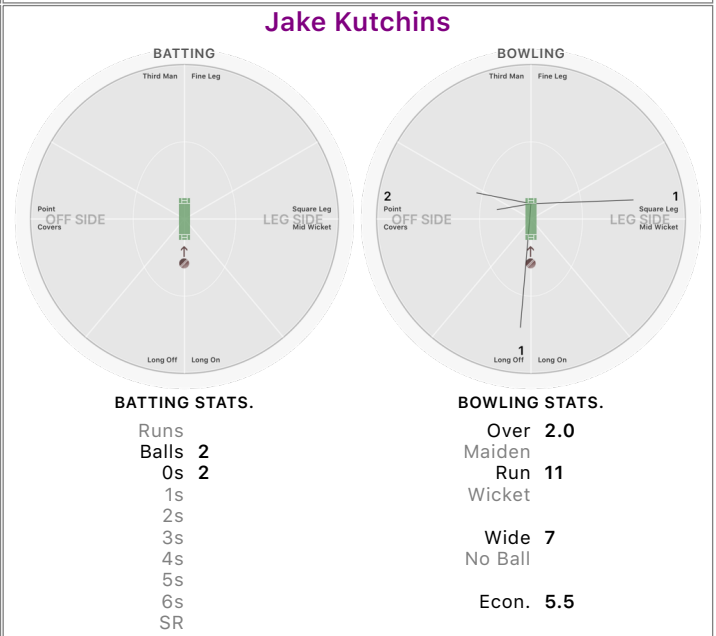 Jake Kutchins
BATTING
Third Man Fine Leg
Point
OFF SIDE
Covers
Square Leg
LEG SIDE
Mid Wicket
Long Off Long On
BATTING STATS.
Runs
Balls 2
0s 2
1s
2s
3s
4s
5s
6s
SR
BOWLING
Third Man Fine Leg
2
Point
OFF SIDE
Covers
1
Square Leg
LEG SIDE
Mid Wicket
1
Long Off Long On
BOWLING STATS.
Over 2.0
Maiden
Run 11
Wicket
Wide 7
No Ball
Econ. 5.5